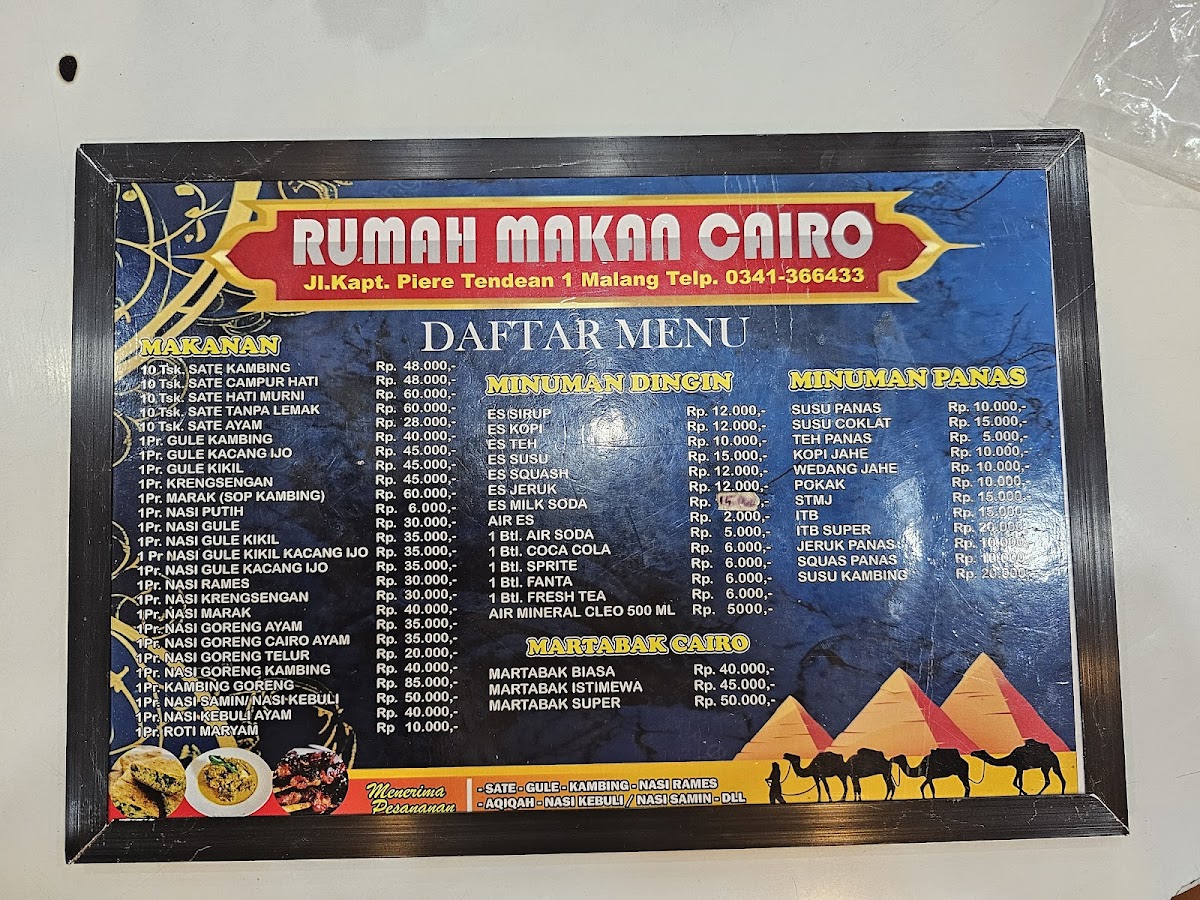 RUMAH MAKAN CAIRO
Jl.Kapt. Piere Tendean 1 Malang Telp. 0341-366433
DAFTAR MENU
MAKANAN
10 Tsk. SATE KAMBING Rp. 48.000,-
10 Tsk. SATE CAMPUR HATI Rp. 48.000,-
10 Tsk. SATE HATI MURNI Rp. 60.000,-
10 Tsk. SATE TANPA LEMAK Rp. 60.000,-
10 Tsk. SATE AYAM Rp. 28.000,-
1Pr. GULE KAMBING Rp. 40.000,-
1Pr. GULE KACANG IJO Rp. 45.000,-
1Pr. GULE KIKIL Rp. 45.000,-
1Pr. KRENGSENGAN Rp. 45.000,-
1Pr. MARAK (SOP KAMBING) Rp. 60.000,-
1Pr. NASI PUTIH Rp. 6.000,-
1Pr. NASI GULE Rp. 30.000,-
1Pr. NASI GULE KIKIL Rp. 35.000,-
1 Pr NASI GULE KIKIL KACANG IJO Rp. 35.000,-
1Pr. NASI GULE KACANG IJO Rp. 35.000,-
1Pr. NASI RAMES Rp. 30.000,-
1Pr. NASI KRENGSENGAN Rp. 30.000,-
1Pr. NASI MARAK Rp. 40.000,-
1Pr. NASI GORENG AYAM Rp. 35.000,-
1Pr. NASI GORENG CAIRO AYAM Rp. 35.000,-
1Pr. NASI GORENG TELUR Rp. 20.000,-
1Pr. NASI GORENG KAMBING Rp. 40.000,-
1Pr. KAMBING GORENG Rp. 85.000,-
1Pr. NASI SAMIN/NASI KEBULI Rp. 50.000,-
1Pr. NASI KEBULI AYAM Rp. 40.000,-
1Pr. ROTI MARYAM Rp. 10.000,-
MINUMAN DINGIN
ES SIRUP Rp. 12.000,-
ES KOPI Rp. 12.000,-
ES TEH Rp. 10.000,-
ES SUSU Rp. 15.000,-
ES SQUASH Rp. 12.000,-
ES JERUK Rp. 12.000,-
ES MILK SODA Rp. ,-
AIR ES Rp. 2.000,-
1 Btl. AIR SODA Rp. 5.000,-
1 Btl. COCA COLA Rp. 6.000,-
1 Btl. SPRITE Rp. 6.000,-
1 Btl. FANTA Rp. 6.000,-
1 Btl. FRESH TEA Rp. 6.000,-
AIR MINERAL CLEO 500 ML Rp. 5000,-
MARTABAK CAIRO
MARTABAK BIASA Rp. 40.000,-
MARTABAK ISTIMEWA Rp. 45.000,-
MARTABAK SUPER Rp. 50.000,-
MINUMAN PANAS
SUSU PANAS Rp. 10.000,-
SUSU COKLAT Rp. 15.000,-
TEH PANAS Rp. 5.000,-
KOPI JAHE Rp. 10.000,-
WEDANG JAHE Rp. 10.000,-
POKAK Rp. 10.000,-
STMJ Rp. 15.000,-
ITB Rp. 15.000,-
ITB SUPER Rp. 20.000,-
JERUK PANAS Rp. 10.000,-
SQUAS PANAS Rp. 10.000,-
SUSU KAMBING Rp. 20.000,-
Menerima
Pesananan
- SATE - GULE - KAMBING - NASI RAMES
- AQIQAH - NASI KEBULI / NASI SAMIN - DLL